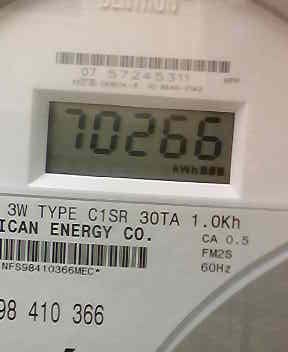 07 57245311
70266
kWh
3W TYPE C1SR 30TA 1.0Kh
ICAN ENERGY CO.
CA 0.5
FM2S
NFS98410366MEC*
60Hz
98 410 366